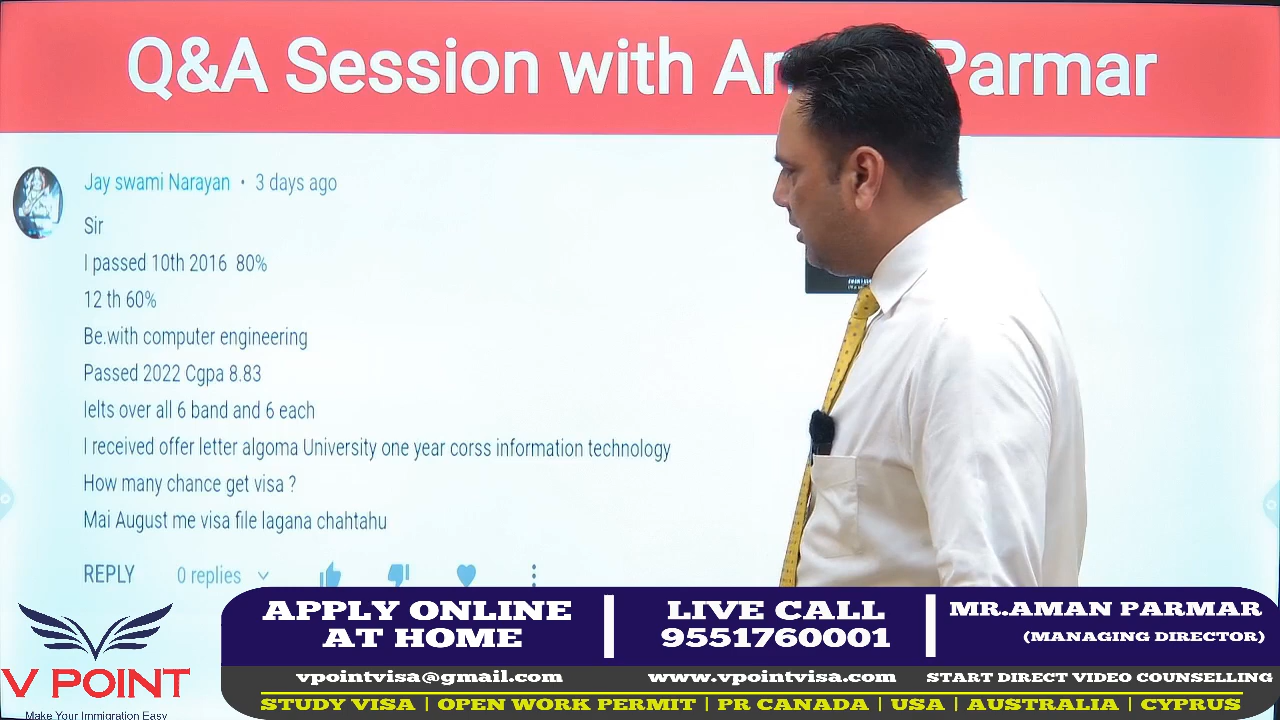 Q&A Session with Parmar
Jay swami Narayan • 3 days ago
Sir
I passed 10th 2016 80%
12 th 60%
Be.with computer engineering
Passed 2022 Cgpa 8.83
Ielts over all 6 band and 6 each
I received offer letter algoma University one year corss information technology
How many chance get visa ?
Mai August me visa file lagana chahtahu
REPLY 0 replies
V POINT
Make Your Immigration Easy
APPLY ONLINE
AT HOME
LIVE CALL
9551760001
MR.AMAN PARMAR
(MANAGING DIRECTOR)
vpointvisa@gmail.com www.vpointvisa.com START DIRECT VIDEO COUNSELLING
STUDY VISA | OPEN WORK PERMIT | PR CANADA | USA | AUSTRALIA | CYPRUS